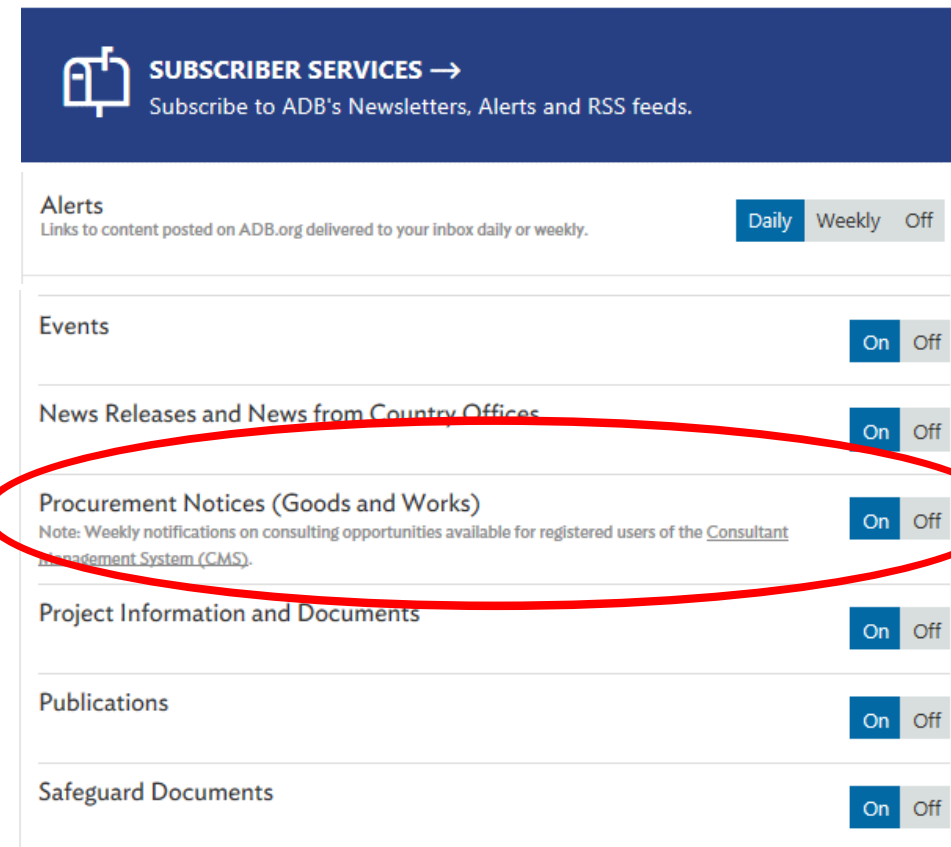 SUBSCRIBER SERVICES →
Subscribe to ADB's Newsletters, Alerts and RSS feeds.
Alerts
Links to content posted on ADB.org delivered to your inbox daily or weekly.
Daily Weekly Off
Events
On Off
News Releases and News from Country Offices
On Off
Procurement Notices (Goods and Works)
Note: Weekly notifications on consulting opportunities available for registered users of the Consultant
Management System (CMS).
On Off
Project Information and Documents
On Off
Publications
On Off
Safeguard Documents
On Off